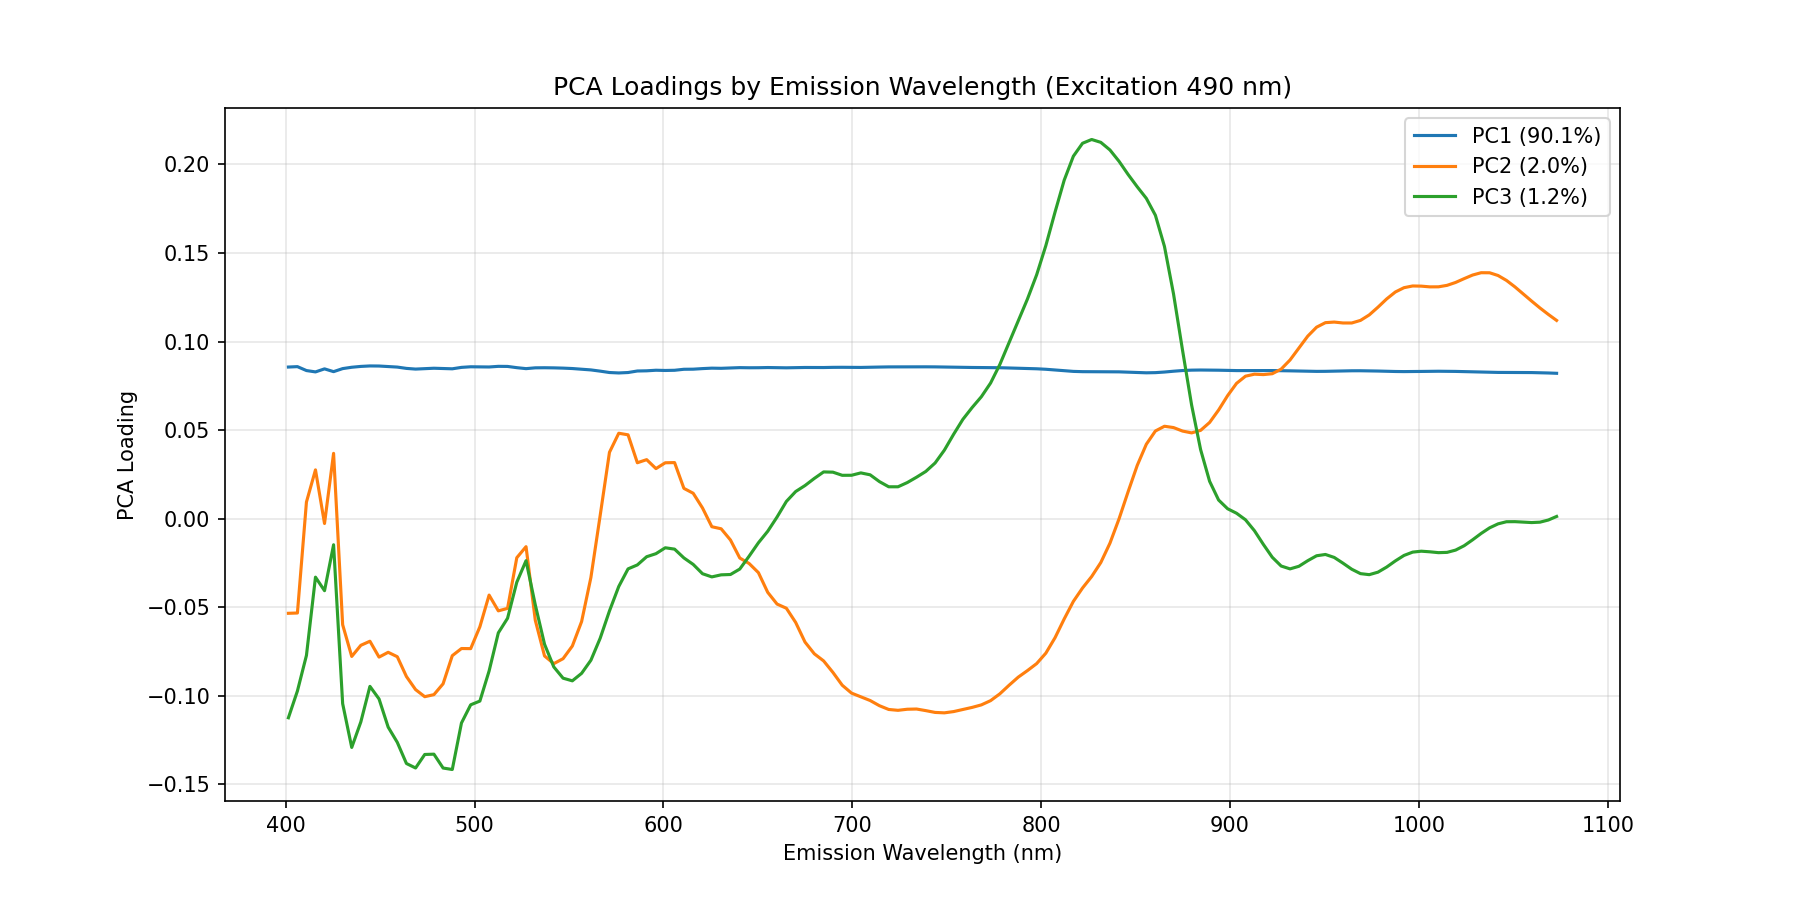 PCA Loadings by Emission Wavelength (Excitation 490 nm)
PC1 (90.1%)
PC2 (2.0%)
PC3 (1.2%)
PCA Loading
0.20
0.15
0.10
0.05
0.00
−0.05
−0.10
−0.15
400 500 600 700 800 900 1000 1100
Emission Wavelength (nm)